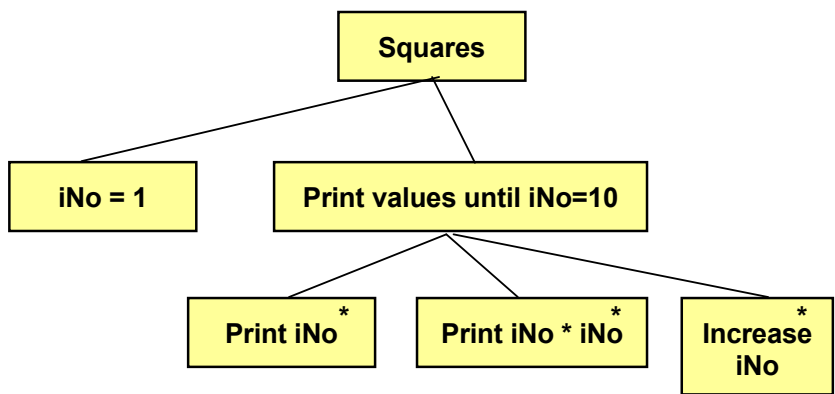 Squares
iNo = 1
Print values until iNo=10
Print iNo *
Print iNo * iNo *
*
Increase
iNo